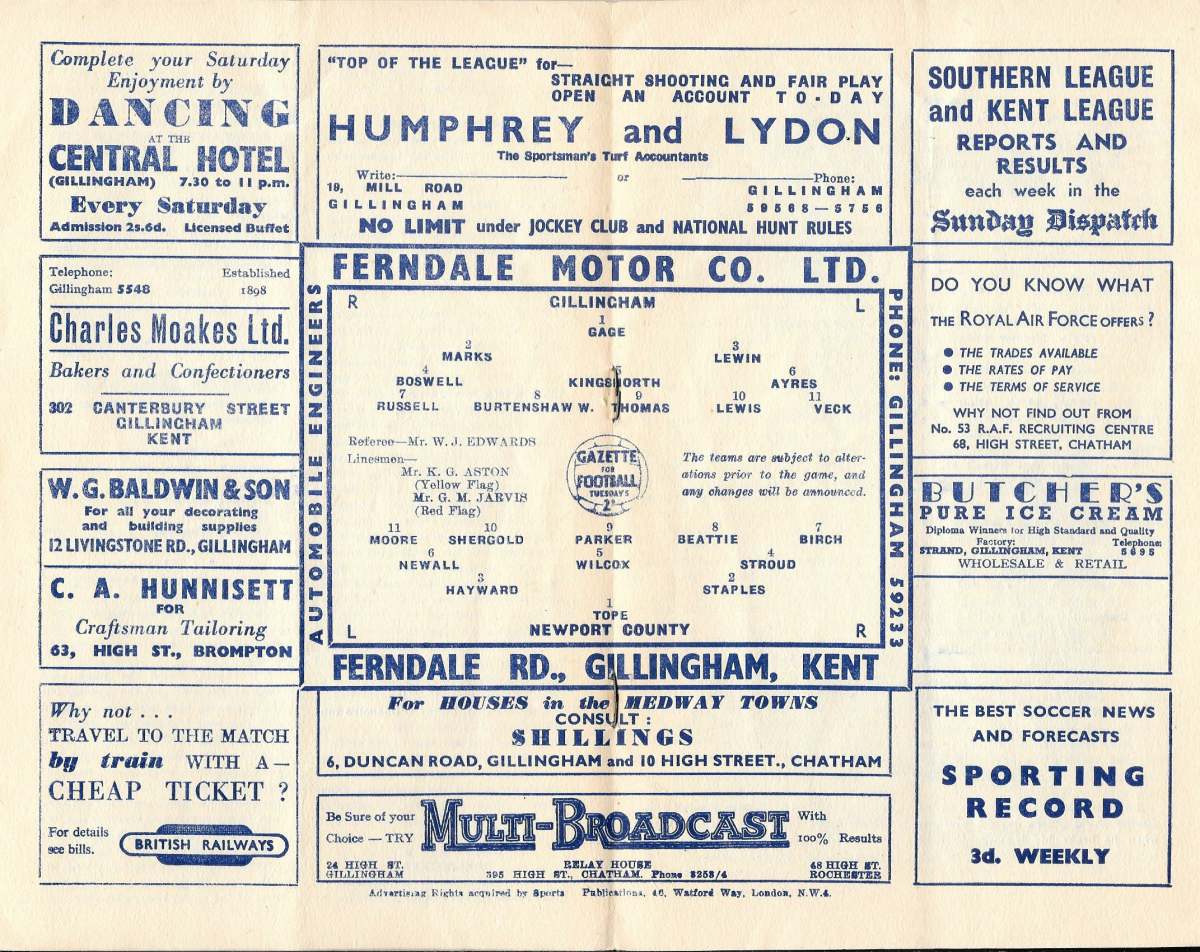 Complete your Saturday
Enjoyment by
DANCING
AT THE
CENTRAL HOTEL
(GILLINGHAM) 7.30 to 11 p.m.
Every Saturday
Admission 2s.6d. Licensed Buffet
"TOP OF THE LEAGUE" for—
STRAIGHT SHOOTING AND FAIR PLAY
OPEN AN ACCOUNT TO-DAY
HUMPHREY and LYDON
The Sportsman's Turf Accountants
Write: or Phone:
18, MILL ROAD GILLINGHAM
GILLINGHAM 59568—5756
NO LIMIT under JOCKEY CLUB and NATIONAL HUNT RULES
SOUTHERN LEAGUE
and KENT LEAGUE
REPORTS AND
RESULTS
each week in the
Sunday Dispatch
Telephone: Established
Gillingham 5548 1898
Charles Moakes Ltd.
Bakers and Confectioners
302 CANTERBURY STREET
GILLINGHAM
KENT
W. G. BALDWIN & SON
For all your decorating
and building supplies
12 LIVINGSTONE RD., GILLINGHAM
C. A. HUNNISETT
FOR
Craftsman Tailoring
63, HIGH ST., BROMPTON
Why not . . .
TRAVEL TO THE MATCH
by train WITH A—
CHEAP TICKET ?
For details
see bills.
BRITISH RAILWAYS
FERNDALE MOTOR CO. LTD.
AUTOMOBILE ENGINEERS
PHONE: GILLINGHAM 59233
R GILLINGHAM L
1
GAGE
2 3
MARKS LEWIN
4 5 6
BOSWELL KINGSNORTH AYRES
7 8 9 10 11
RUSSELL BURTENSHAW W. THOMAS LEWIS VECK
Referee—Mr. W. J. EDWARDS
Linesmen—
Mr. K. G. ASTON
(Yellow Flag)
Mr. G. M. JARVIS
(Red Flag)
GAZETTE
FOR
FOOTBALL
TUESDAYS
2d
The teams are subject to alter-
ations prior to the game, and
any changes will be announced.
11 10 9 8 7
MOORE SHERGOLD PARKER BEATTIE BIRCH
6 5 4
NEWALL WILCOX STROUD
3 2
HAYWARD STAPLES
1
TOPE
L NEWPORT COUNTY R
FERNDALE RD., GILLINGHAM, KENT
For HOUSES in the MEDWAY TOWNS
CONSULT :
SHILLINGS
6, DUNCAN ROAD, GILLINGHAM and 10 HIGH STREET., CHATHAM
Be Sure of your
Choice — TRY
MULTI-BROADCAST
With
100% Results
24 HIGH ST. RELAY HOUSE 48 HIGH ST.
GILLINGHAM 395 HIGH ST., CHATHAM. Phone 3253/4 ROCHESTER
DO YOU KNOW WHAT
THE ROYAL AIR FORCE OFFERS ?
● THE TRADES AVAILABLE
● THE RATES OF PAY
● THE TERMS OF SERVICE
WHY NOT FIND OUT FROM
No. 53 R.A.F. RECRUITING CENTRE
68, HIGH STREET, CHATHAM
BUTCHER'S
PURE ICE CREAM
Diploma Winners for High Standard and Quality
Factory: Telephone:
STRAND, GILLINGHAM, KENT 5695
WHOLESALE & RETAIL
THE BEST SOCCER NEWS
AND FORECASTS
SPORTING
RECORD
3d. WEEKLY
Advertising Rights acquired by Sports Publications, 46, Watford Way, London, N.W.4.